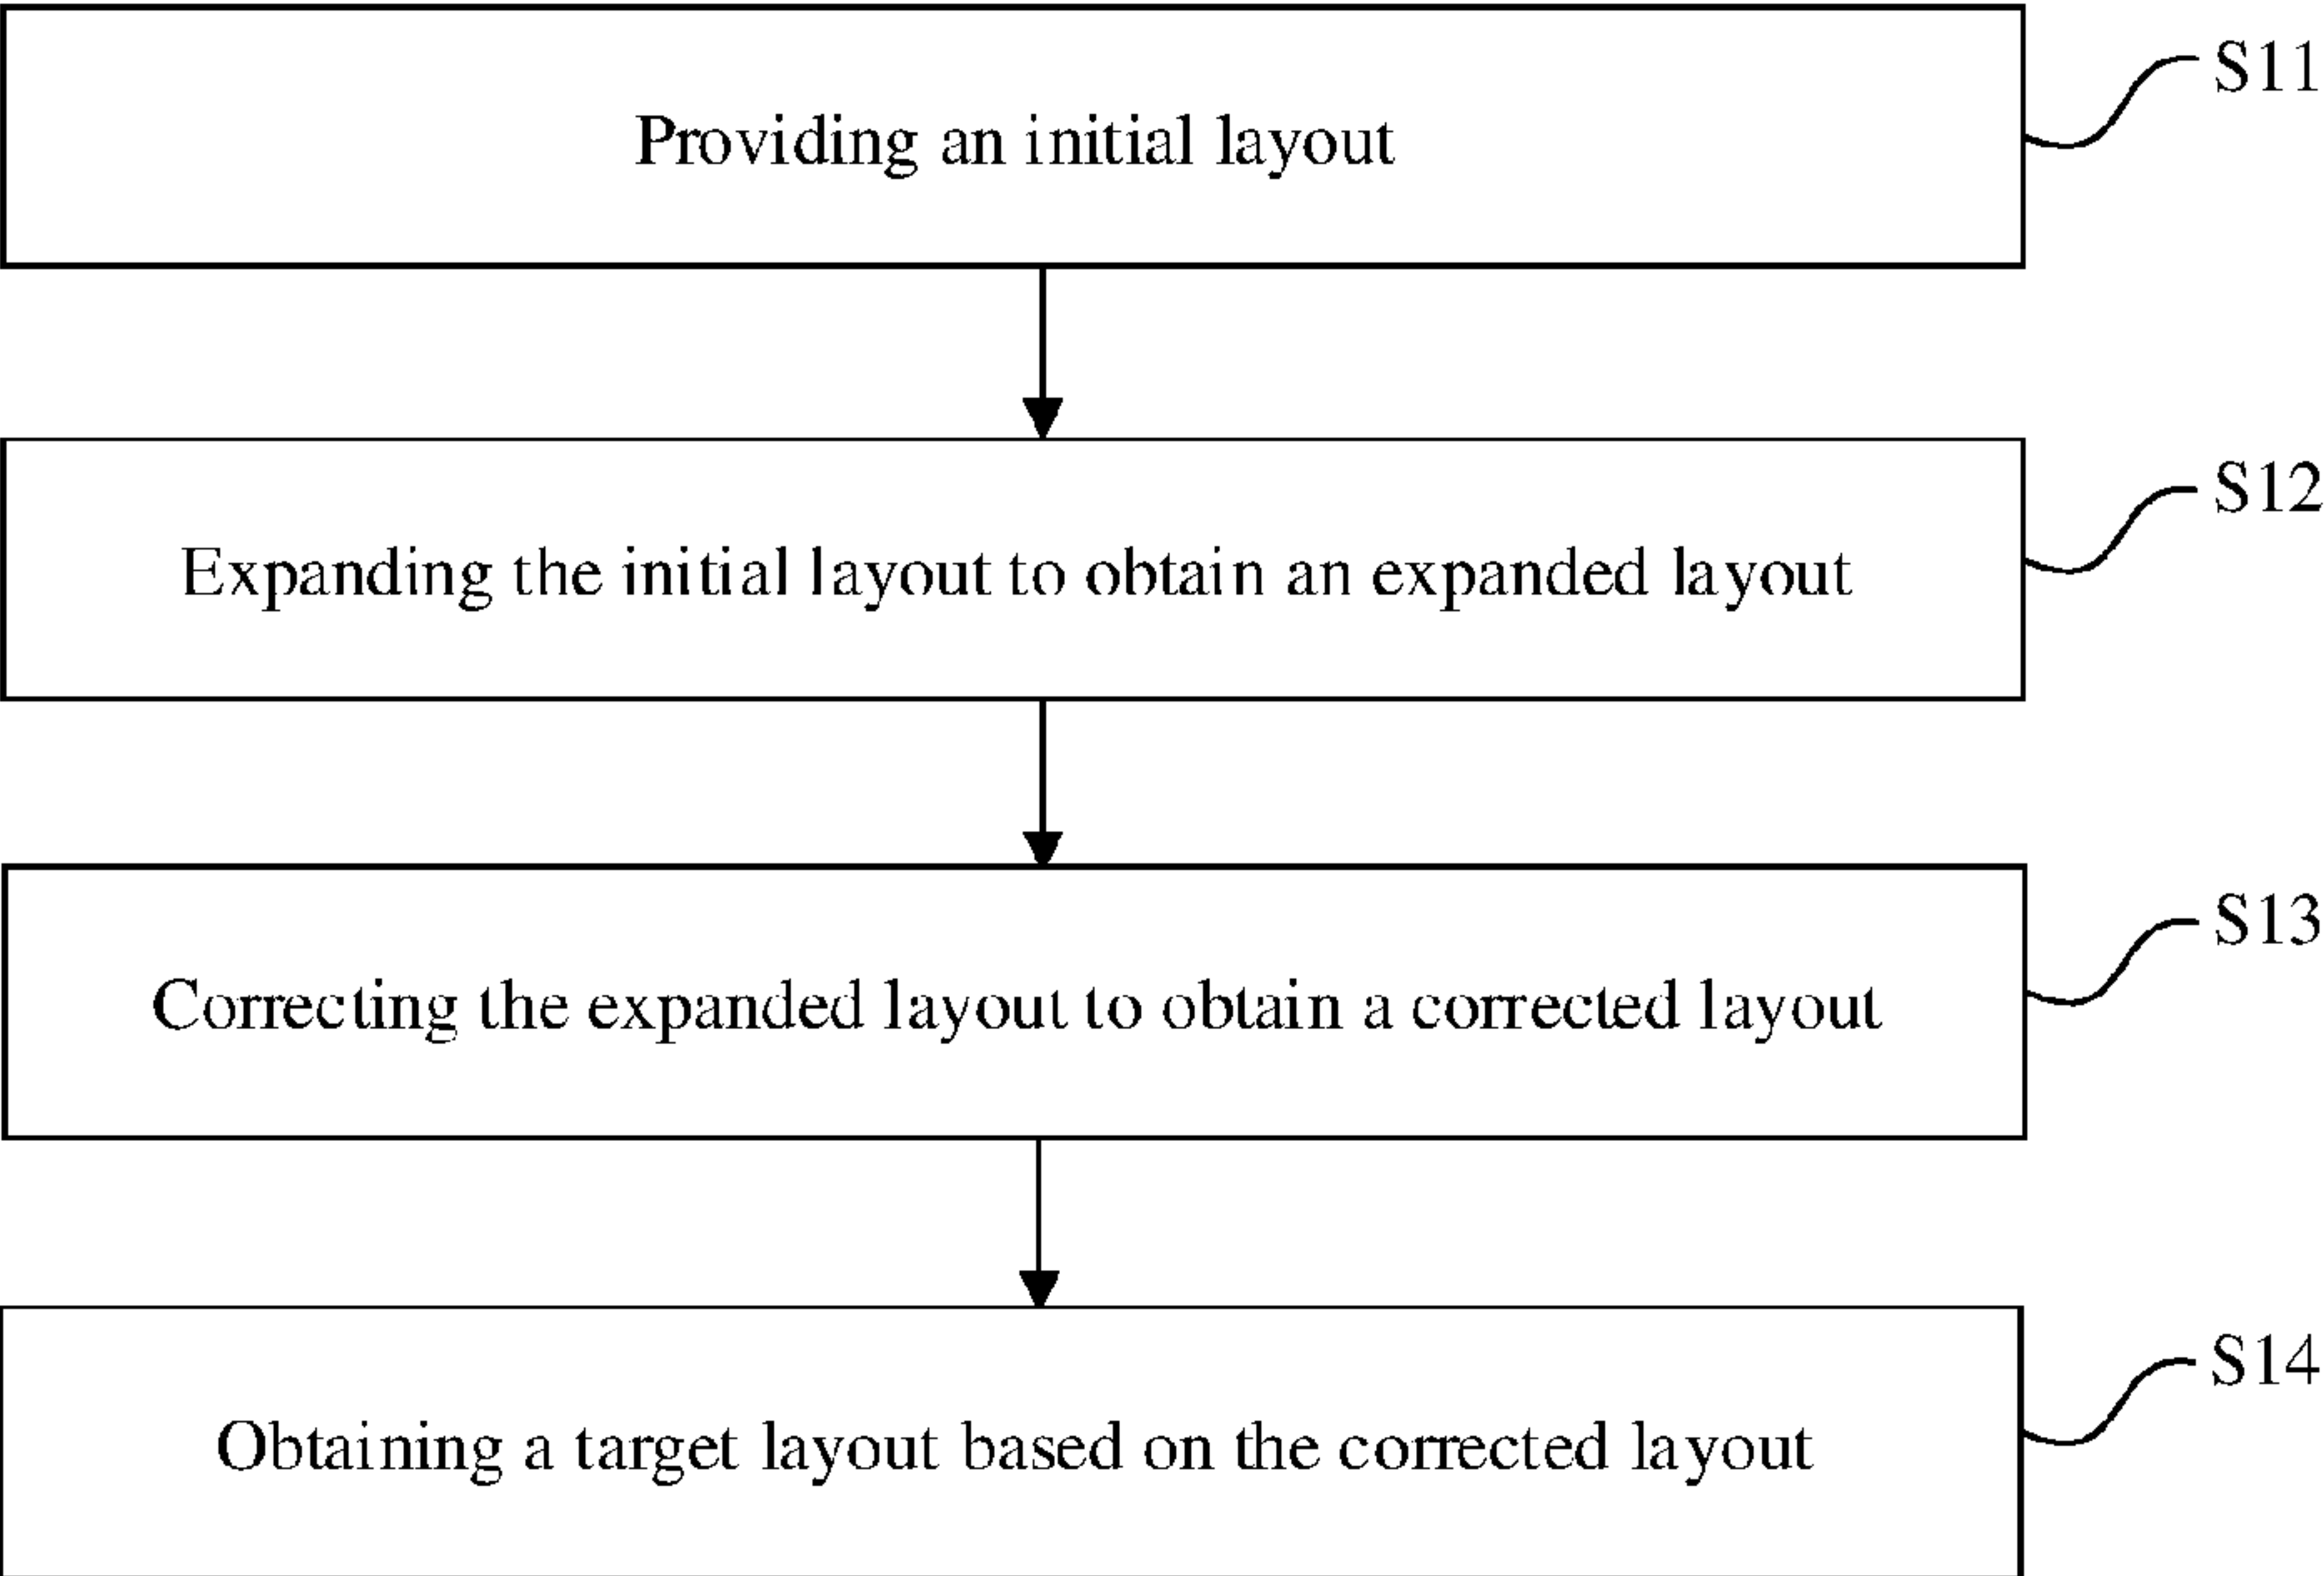 Providing an initial layout
S11
Expanding the initial layout to obtain an expanded layout
S12
Correcting the expanded layout to obtain a corrected layout
S13
Obtaining a target layout based on the corrected layout
S14